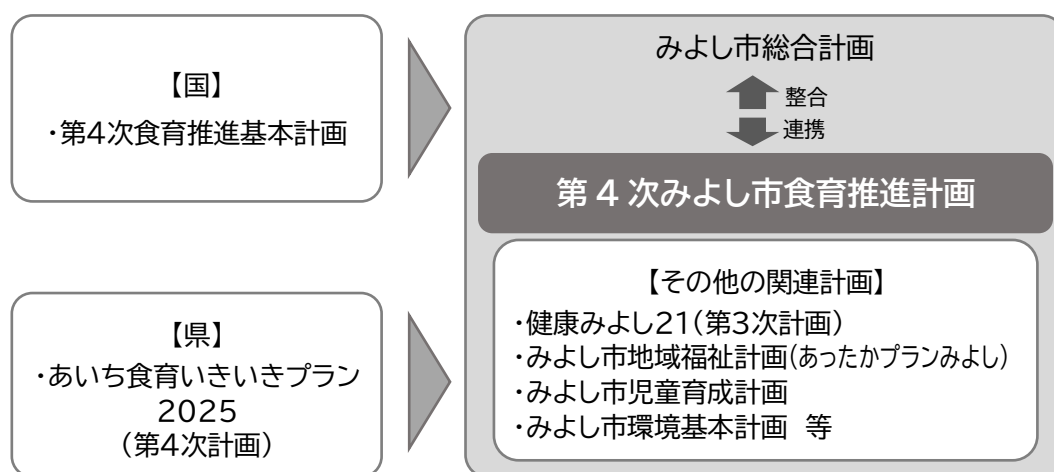 【国】
・第4次食育推進基本計画
【県】
・あいち食育いきいきプラン
2025
(第4次計画)
みよし市総合計画
整合
連携
第4次みよし市食育推進計画
【その他の関連計画】
・健康みよし21(第3次計画)
・みよし市地域福祉計画(あったかプランみよし)
・みよし市児童育成計画
・みよし市環境基本計画 等